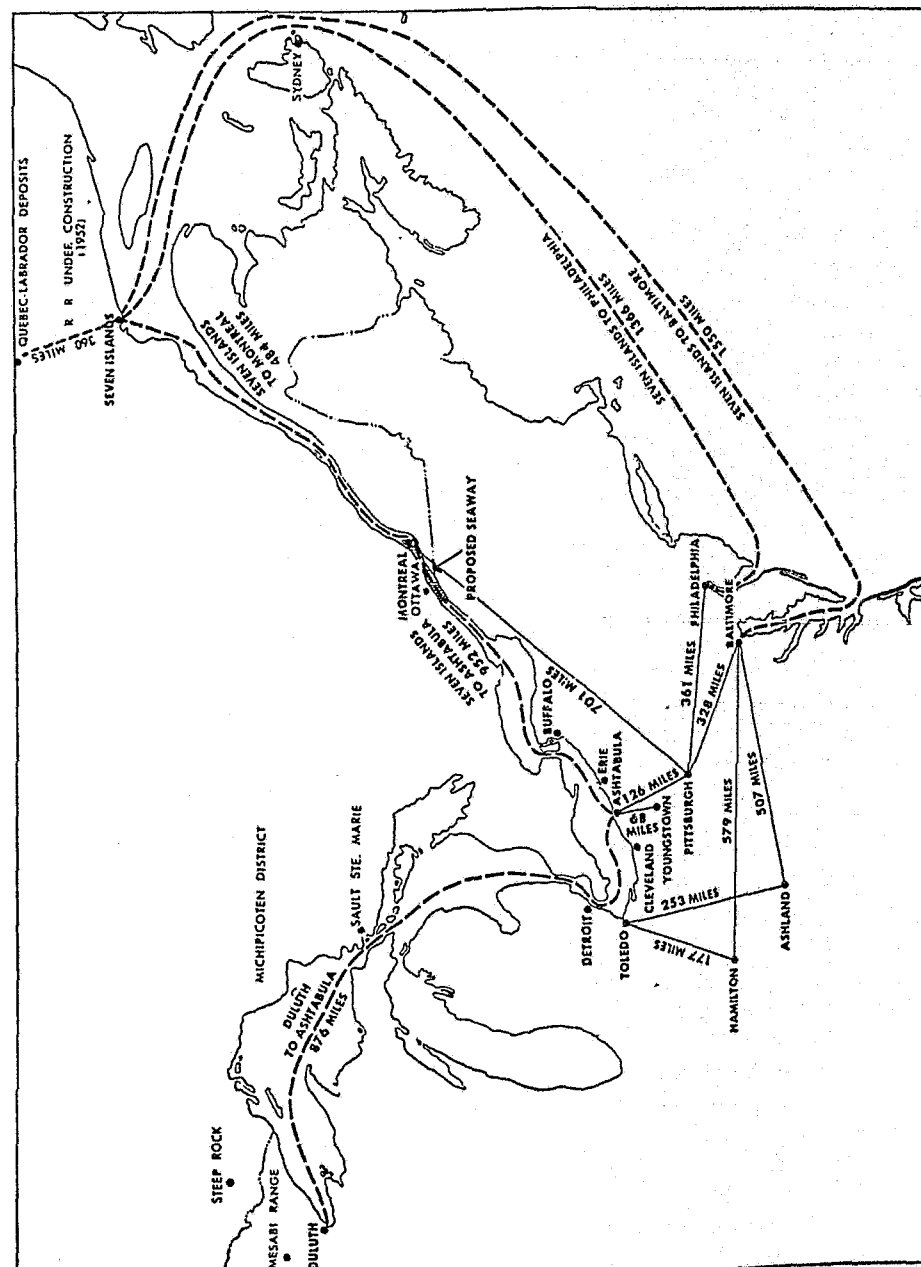 QUEBEC-LABRADOR DEPOSITS
360 MILES
R R UNDER CONSTRUCTION
(1952)
SEVEN ISLANDS
SYDNEY
SEVEN ISLANDS
TO MONTREAL
484 MILES
SEVEN ISLANDS TO PHILADELPHIA
1366 MILES
SEVEN ISLANDS TO BALTIMORE
1550 MILES
MONTREAL
OTTAWA
PROPOSED SEAWAY
SEVEN ISLANDS
TO ASHTABULA
952 MILES
701 MILES
BUFFALO
ERIE
ASHTABULA
126 MILES
68
MILES
YOUNGSTOWN
CLEVELAND
PITTSBURGH
361 MILES
328 MILES
PHILADELPHIA
BALTIMORE
579 MILES
507 MILES
DETROIT
TOLEDO
253 MILES
177 MILES
HAMILTON
ASHLAND
MICHIPICOTEN DISTRICT
SAULT STE. MARIE
DULUTH
TO ASHTABULA
876 MILES
STEEP ROCK
MESABI RANGE
DULUTH